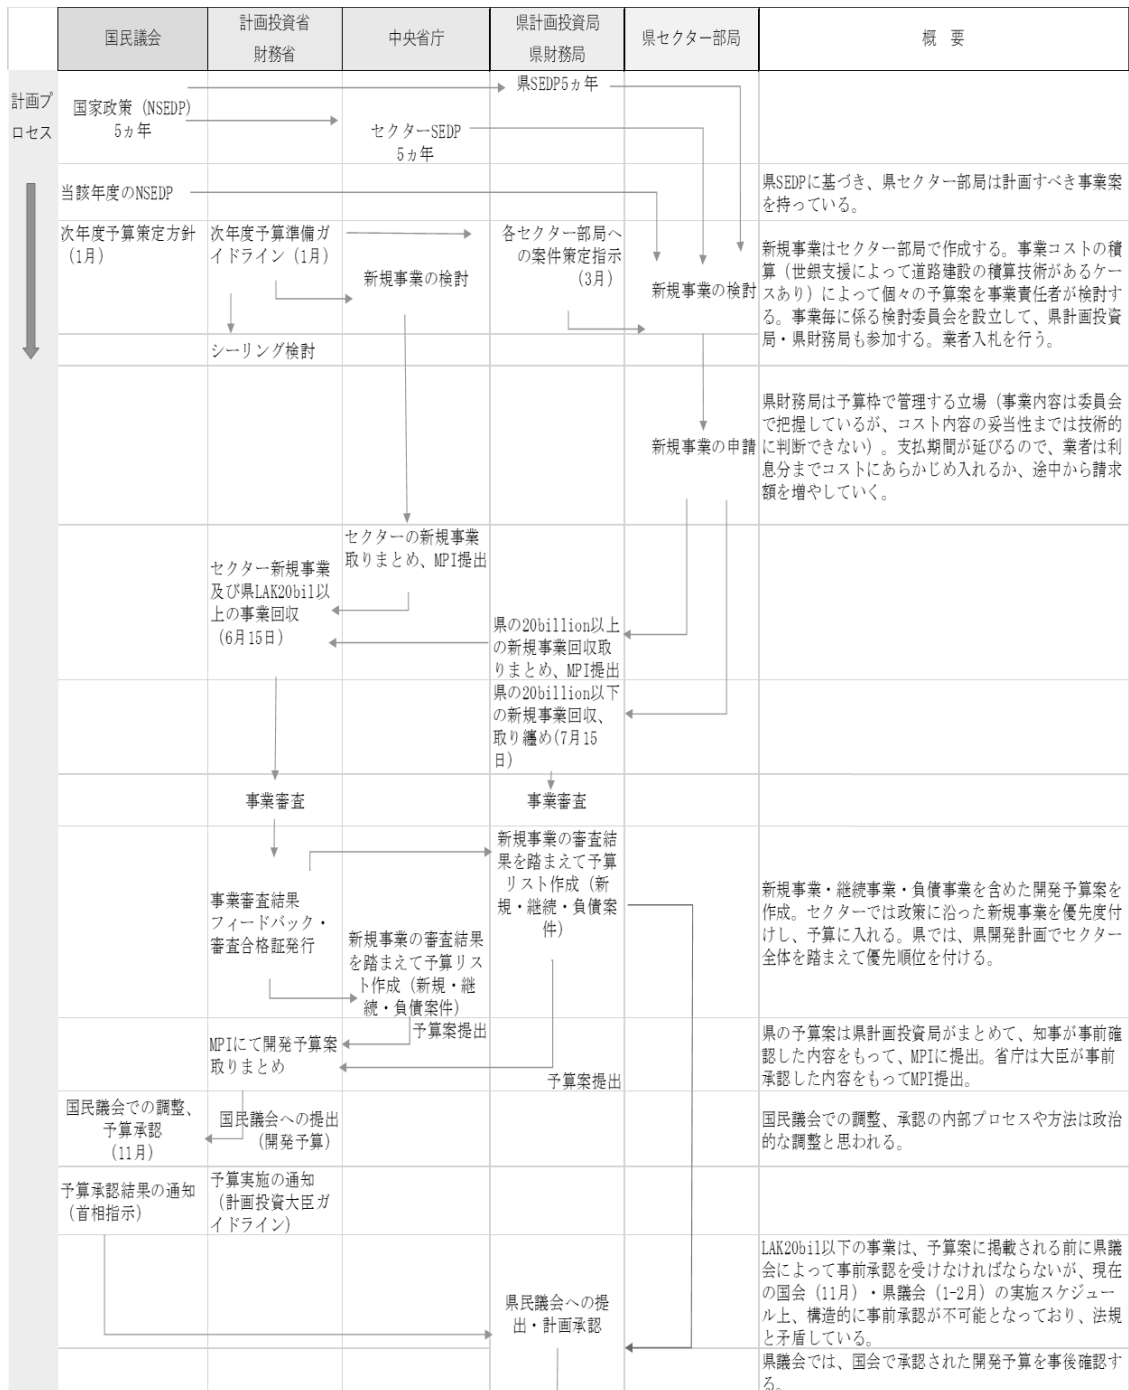 国民議会
計画投資省
財務省
中央省庁
県計画投資局
県財務局
県セクター部局
概　要
計画プ
ロセス
国家政策（NSEDP）
5ヵ年
県SEDP5ヵ年
セクターSEDP
5ヵ年
当該年度のNSEDP
県SEDPに基づき、県セクター部局は計画すべき事業案
を持っている。
次年度予算策定方針
（1月）
次年度予算準備ガ
イドライン（1月）
新規事業の検討
各セクター部局へ
の案件策定指示
（3月）
新規事業の検討
シーリング検討
新規事業はセクター部局で作成する。事業コストの積
算（世銀支援によって道路建設の積算技術があるケー
スあり）によって個々の予算案を事業責任者が検討す
る。事業毎に係る検討委員会を設立して、県計画投資
局・県財務局も参加する。業者入札を行う。
新規事業の申請
県財務局は予算枠で管理する立場（事業内容は委員会
で把握しているが、コスト内容の妥当性までは技術的
に判断できない）。支払期間が延びるので、業者は利
息分までコストにあらかじめ入れるか、途中から請求
額を増やしていく。
セクターの新規事業
取りまとめ、MPI提出
セクター新規事業
及び県LAK20bil以
上の事業回収
（6月15日）
県の20billion以上
の新規事業回収取
りまとめ、MPI提出
県の20billion以下
の新規事業回収、
取り纏め(7月15
日)
事業審査
事業審査
事業審査結果
フィードバック・
審査合格証発行
新規事業の審査結果
を踏まえて予算リス
ト作成（新規・継
続・負債案件）
新規事業の審査結
果を踏まえて予算
リスト作成（新
規・継続・負債案
件）
新規事業・継続事業・負債事業を含めた開発予算案を
作成。セクターでは政策に沿った新規事業を優先度付
けし、予算に入れる。県では、県開発計画でセクター
全体を踏まえて優先順位を付ける。
MPIにて開発予算案
取りまとめ
予算案提出
予算案提出
県の予算案は県計画投資局がまとめて、知事が事前確
認した内容をもって、MPIに提出。省庁は大臣が事前
承認した内容をもってMPI提出。
国民議会での調整、
予算承認
（11月）
国民議会への提出
（開発予算）
国民議会での調整、承認の内部プロセスや方法は政治
的な調整と思われる。
予算承認結果の通知
（首相指示）
予算実施の通知
（計画投資大臣ガ
イドライン）
県民議会への提
出・計画承認
LAK20bil以下の事業は、予算案に掲載される前に県議
会によって事前承認を受けなければならないが、現在
の国会（11月）・県議会（1-2月）の実施スケジュー
ル上、構造的に事前承認が不可能となっており、法規
と矛盾している。
県議会では、国会で承認された開発予算を事後確認す
る。